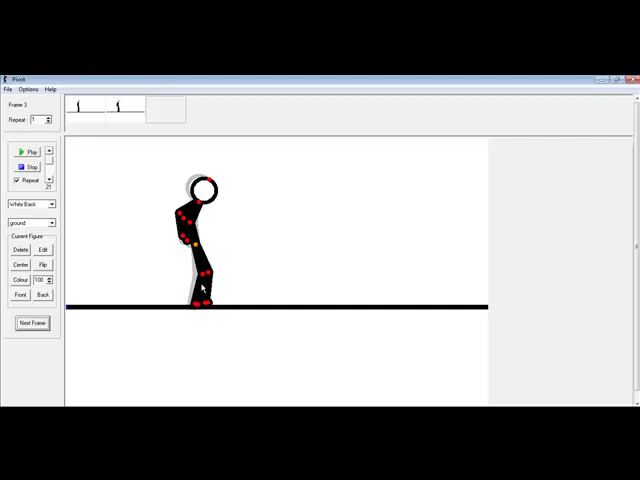 Pivot
File Options Help
Frame 3
Repeat : 1
Play
Stop
Repeat
21
White Back
ground
Current Figure
Delete Edit
Center Flip
Colour 100
Front Back
Next Frame